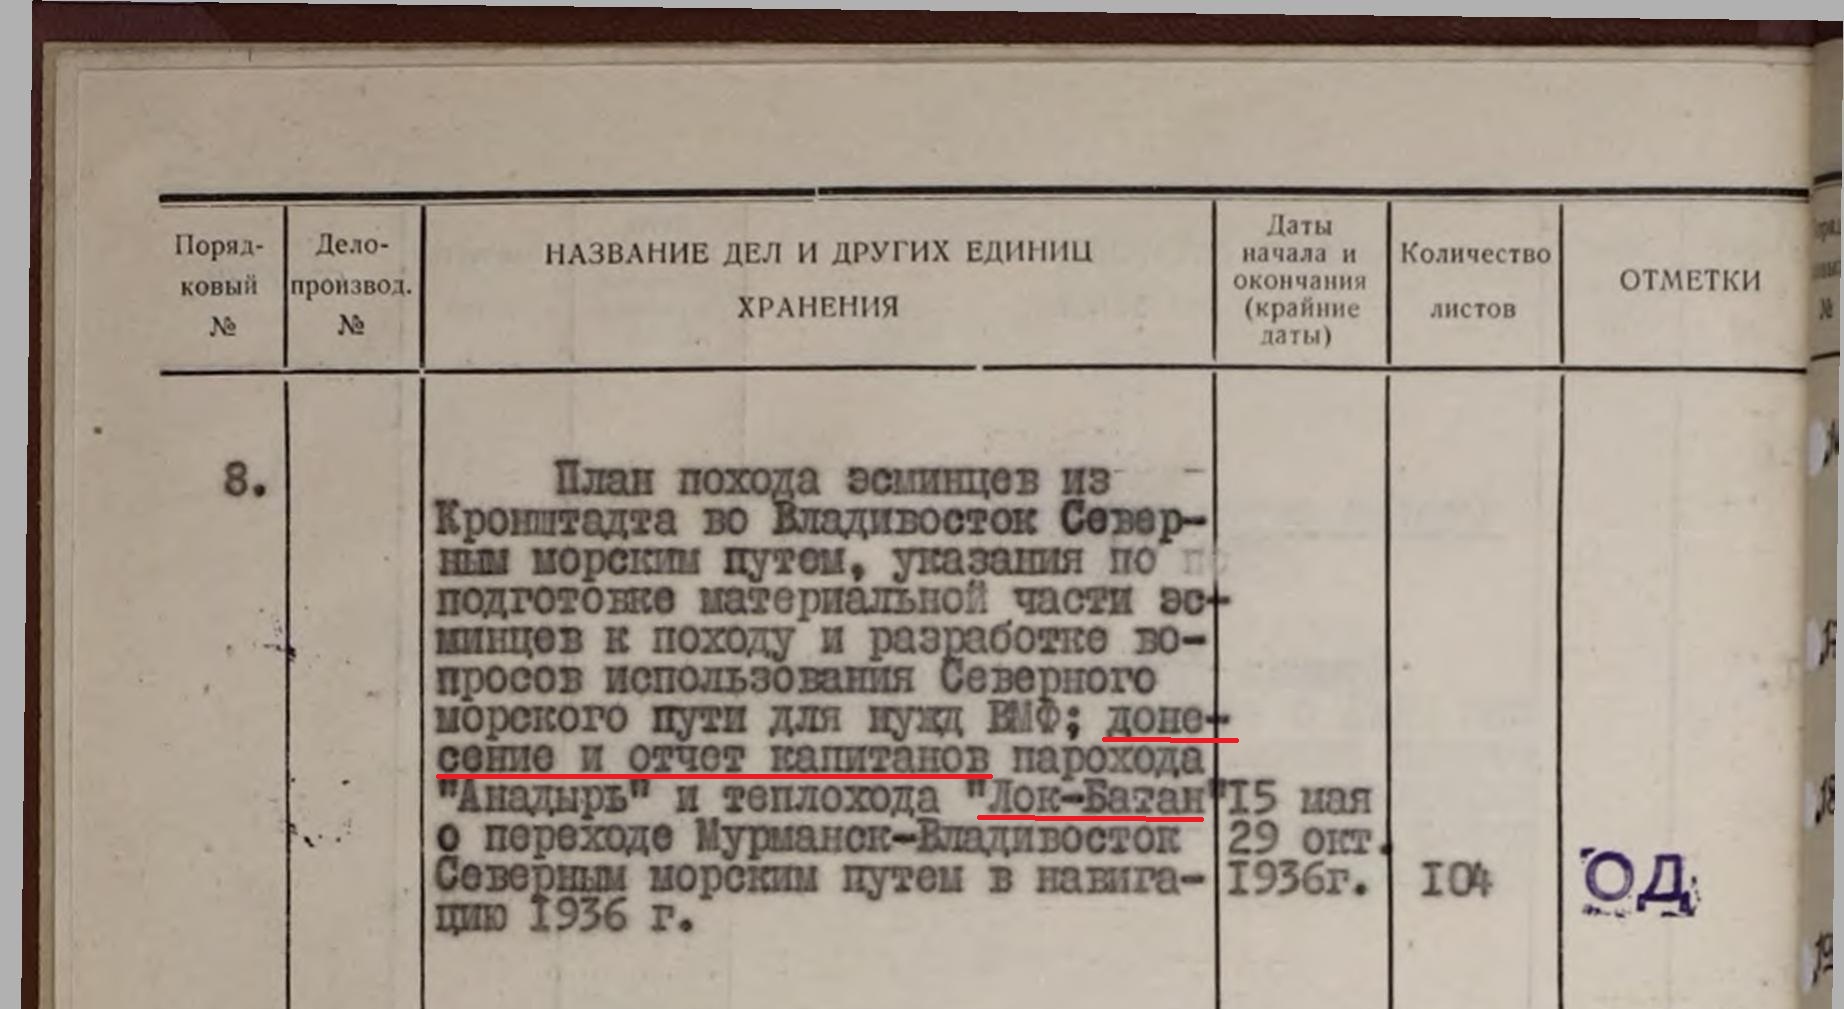 Поряд-
ковый
№
Дело-
производ.
№
НАЗВАНИЕ ДЕЛ И ДРУГИХ ЕДИНИЦ
ХРАНЕНИЯ
Даты
начала и
окончания
(крайние
даты)
Количество
листов
ОТМЕТКИ
8.
План похода эсминцев из
Кронштадта во Владивосток Север-
ным морским путем, указания по
подготовке материальной части эс-
минцев к походу и разработке во-
просов использования Северного
морского пути для нужд ВМФ; доне-
сение и отчет капитанов парохода
"Анадырь" и теплохода "Лок-Батан"
о переходе Мурманск-Владивосток
Северным морским путем в навига-
цию 1936 г.
15 мая
29 окт.
1936г.
104
ОД
№